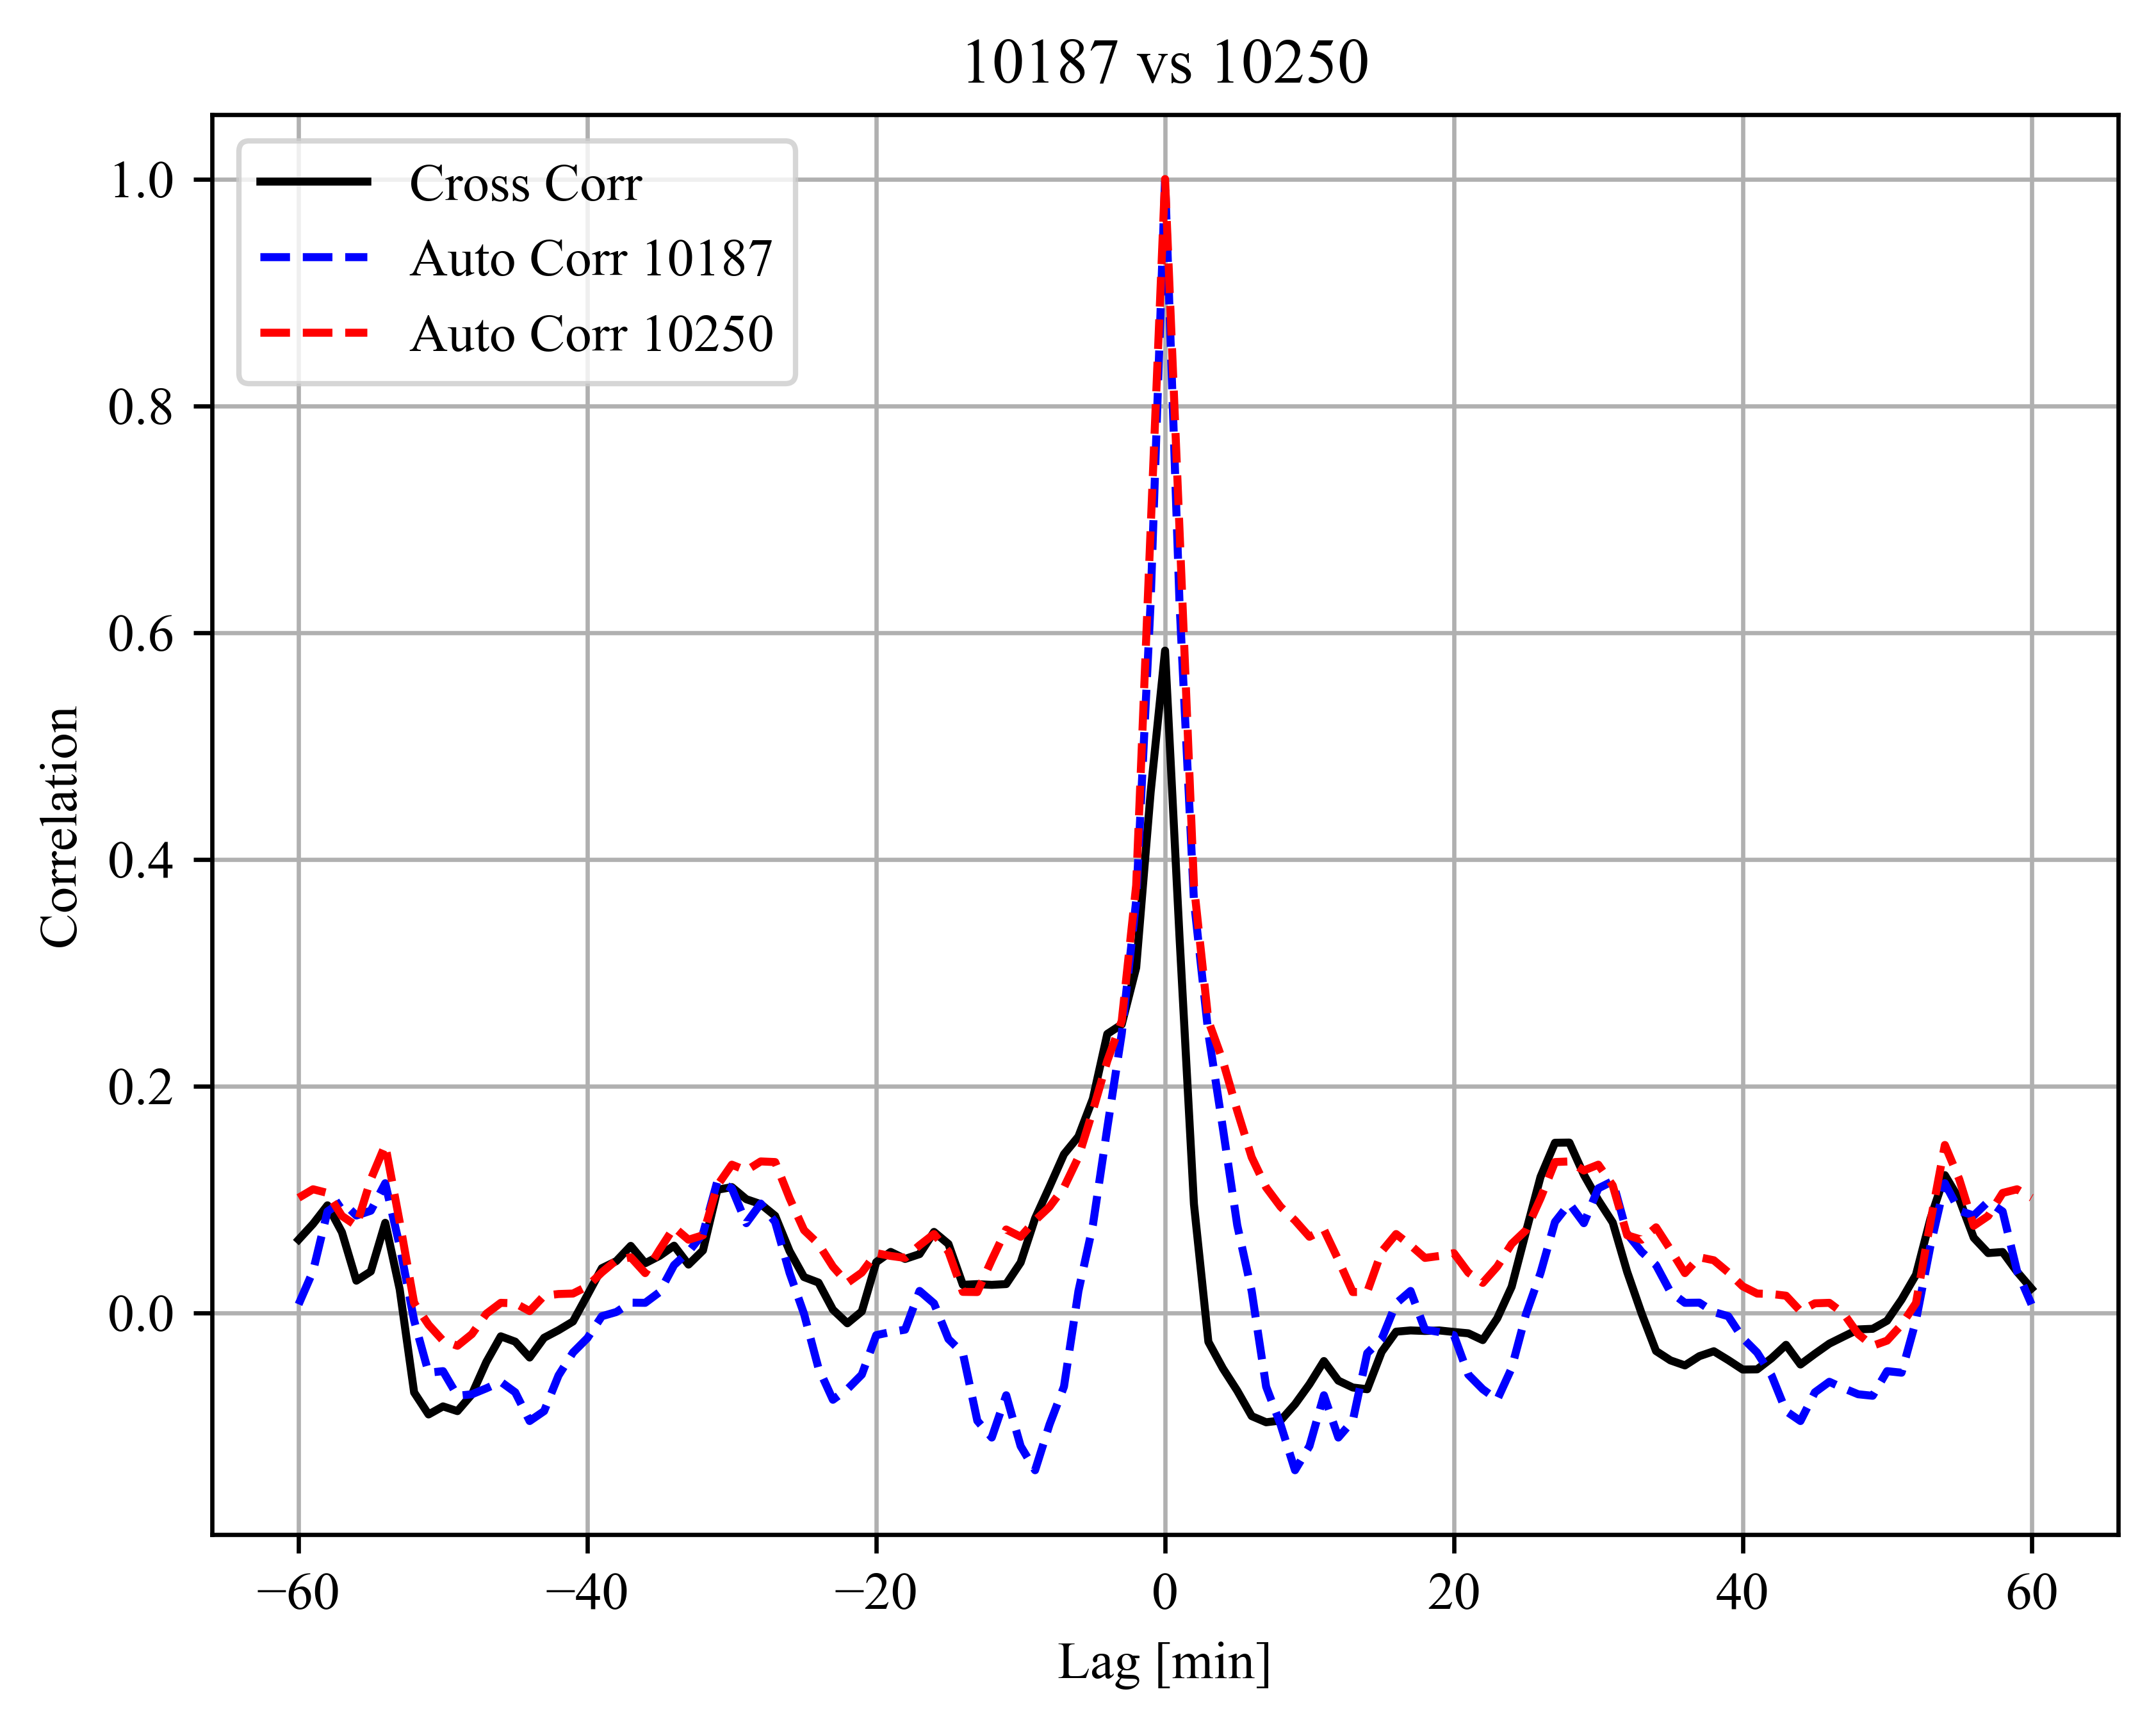 10187 vs 10250
Cross Corr
Auto Corr 10187
Auto Corr 10250
1.0
0.8
0.6
0.4
0.2
0.0
Correlation
−60 −40 −20 0 20 40 60
Lag [min]